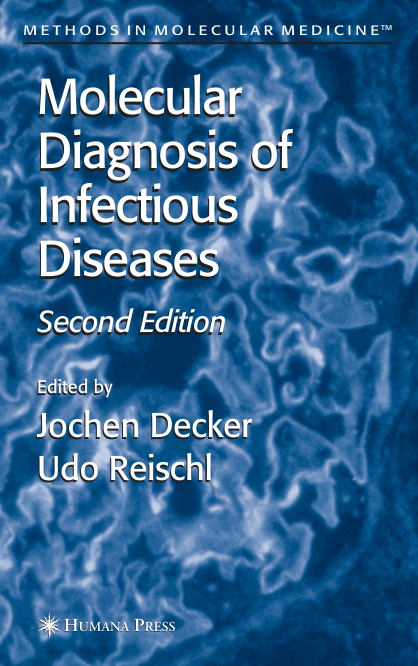 METHODS IN MOLECULAR MEDICINE™
Molecular
Diagnosis of
Infectious
Diseases
Second Edition
Edited by
Jochen Decker
Udo Reischl
HUMANA PRESS